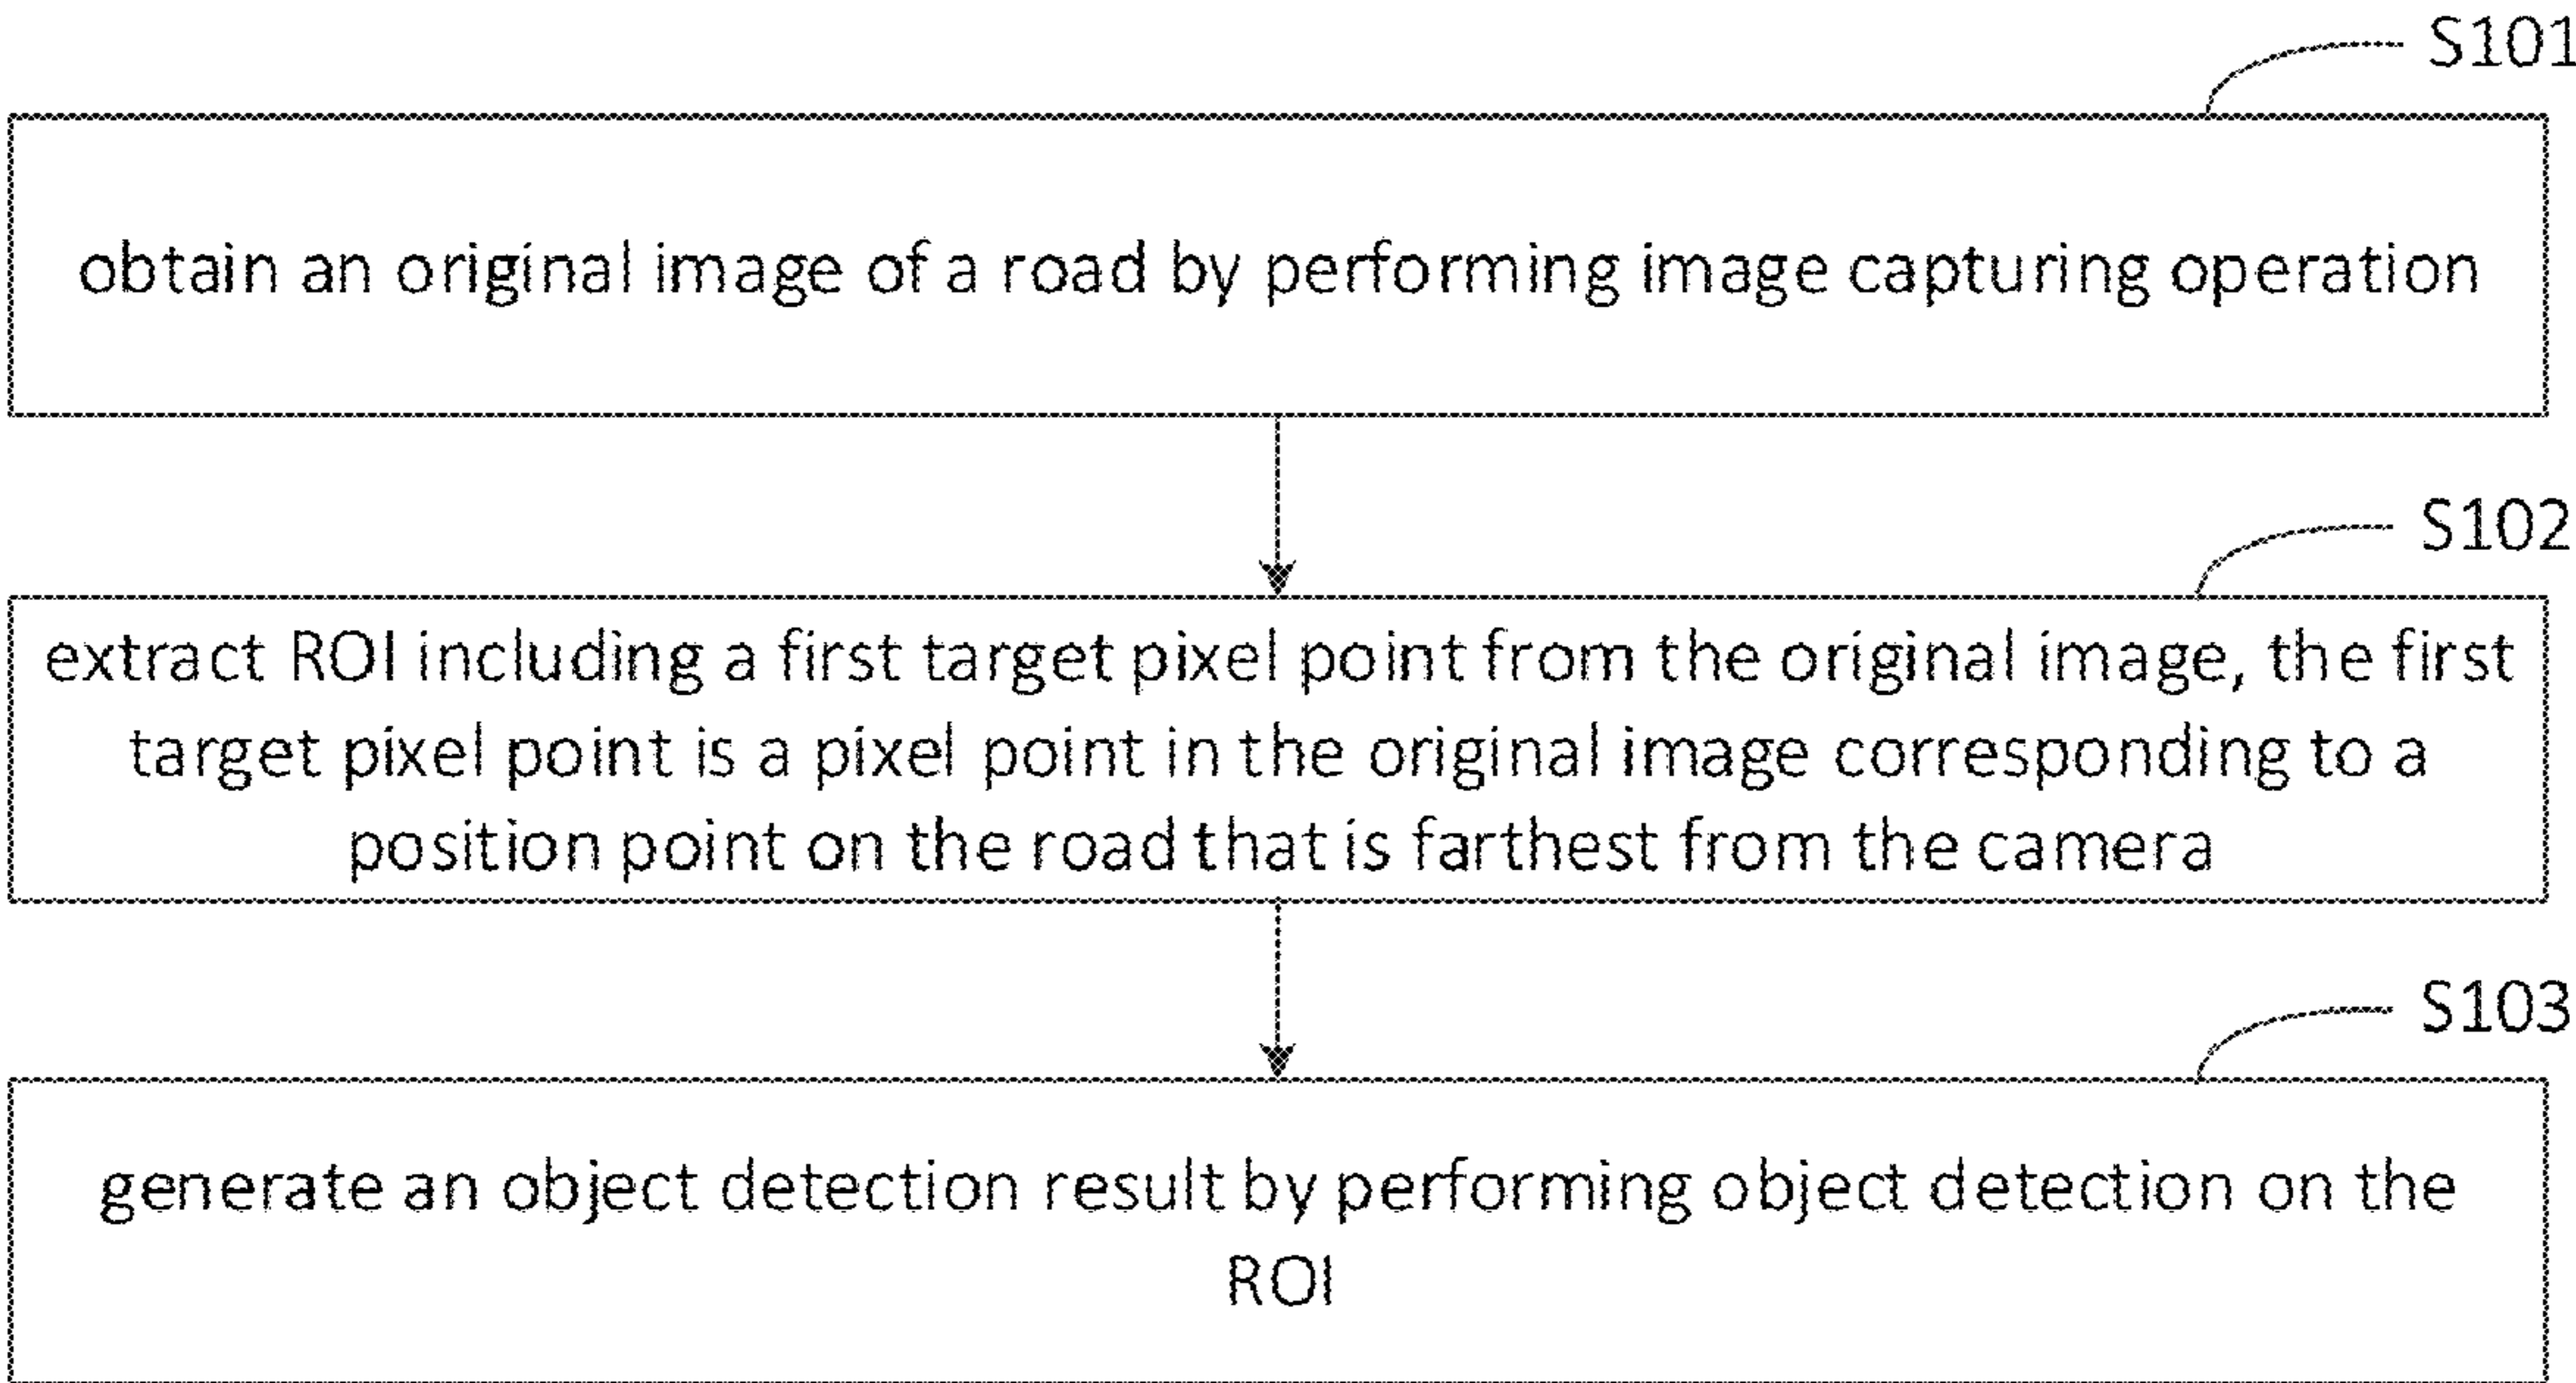 S101
obtain an original image of a road by performing image capturing operation
S102
extract ROI including a first target pixel point from the original image, the first
target pixel point is a pixel point in the original image corresponding to a
position point on the road that is farthest from the camera
S103
generate an object detection result by performing object detection on the
ROI